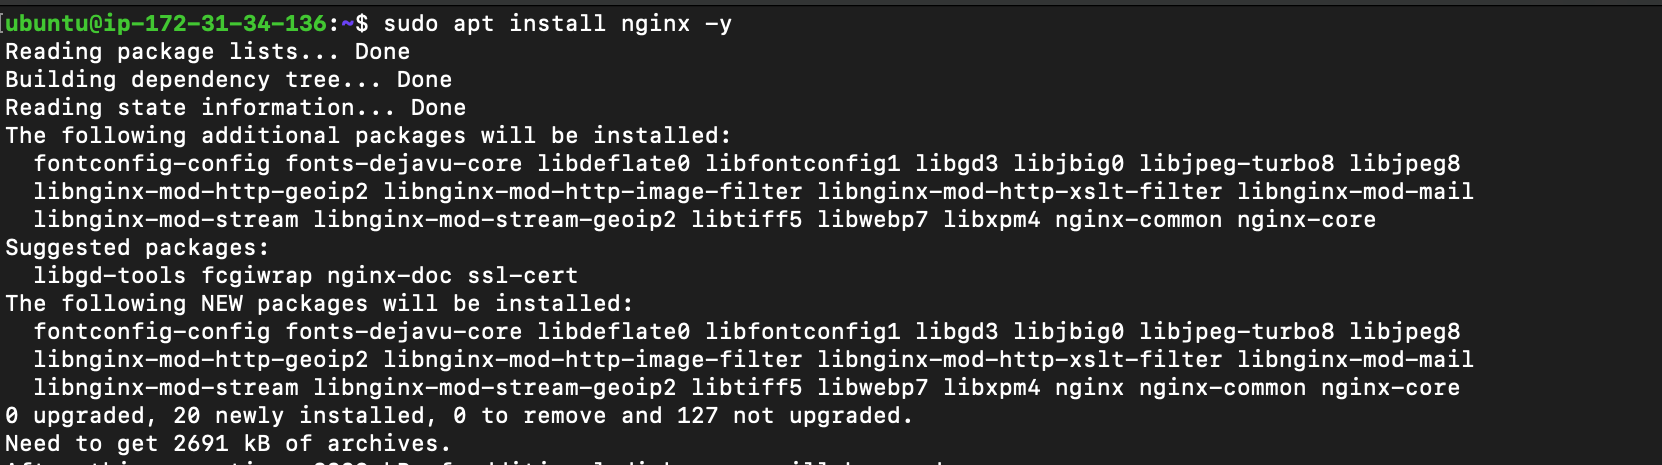 ubuntu@ip-172-31-34-136:~$ sudo apt install nginx -y
Reading package lists... Done
Building dependency tree... Done
Reading state information... Done
The following additional packages will be installed:
  fontconfig-config fonts-dejavu-core libdeflate0 libfontconfig1 libgd3 libjbig0 libjpeg-turbo8 libjpeg8
  libnginx-mod-http-geoip2 libnginx-mod-http-image-filter libnginx-mod-http-xslt-filter libnginx-mod-mail
  libnginx-mod-stream libnginx-mod-stream-geoip2 libtiff5 libwebp7 libxpm4 nginx-common nginx-core
Suggested packages:
  libgd-tools fcgiwrap nginx-doc ssl-cert
The following NEW packages will be installed:
  fontconfig-config fonts-dejavu-core libdeflate0 libfontconfig1 libgd3 libjbig0 libjpeg-turbo8 libjpeg8
  libnginx-mod-http-geoip2 libnginx-mod-http-image-filter libnginx-mod-http-xslt-filter libnginx-mod-mail
  libnginx-mod-stream libnginx-mod-stream-geoip2 libtiff5 libwebp7 libxpm4 nginx nginx-common nginx-core
0 upgraded, 20 newly installed, 0 to remove and 127 not upgraded.
Need to get 2691 kB of archives.